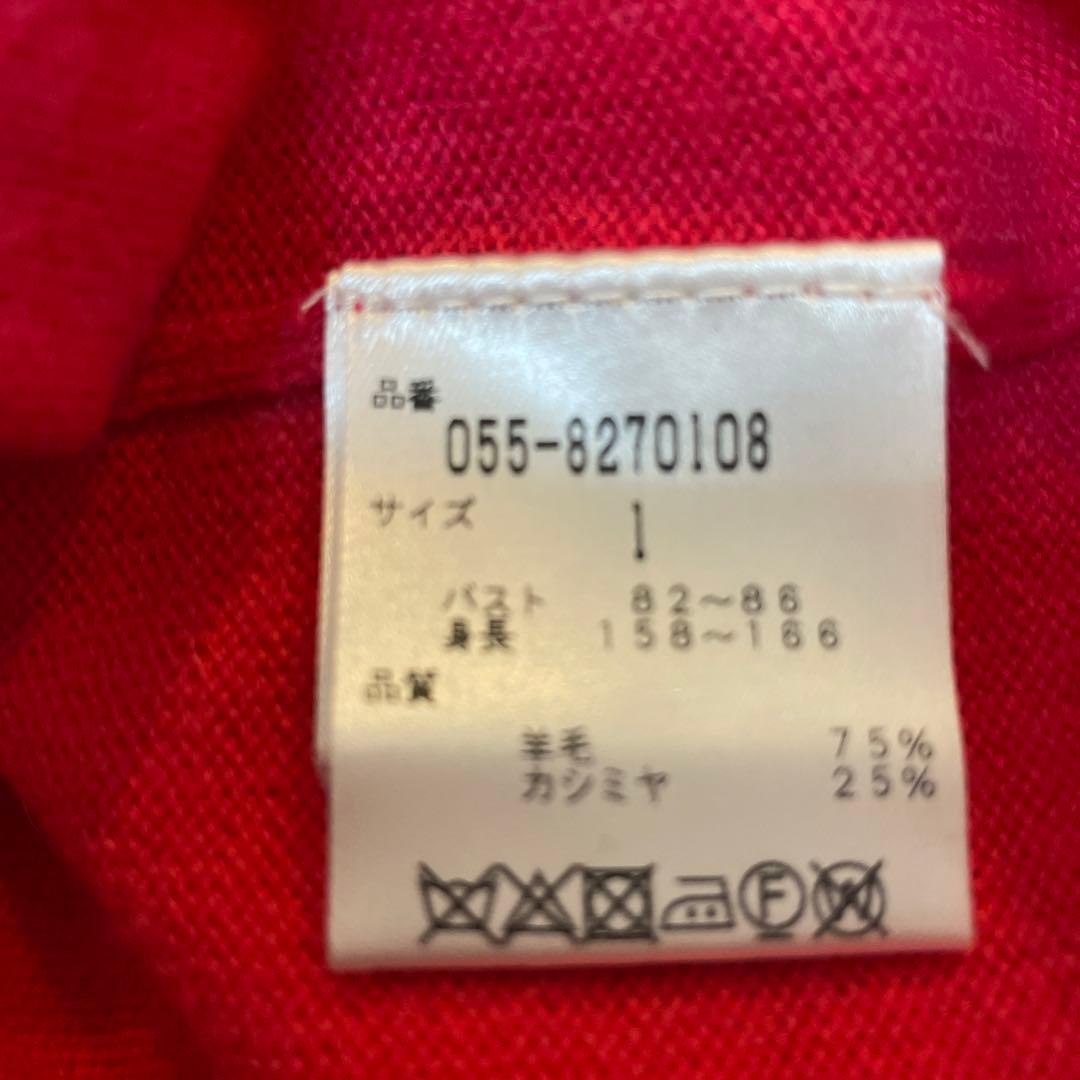 品番
055-8270108
サイズ 1
バスト 82～86
身長 158～166
品質
羊毛 75%
カシミヤ 25%
F W